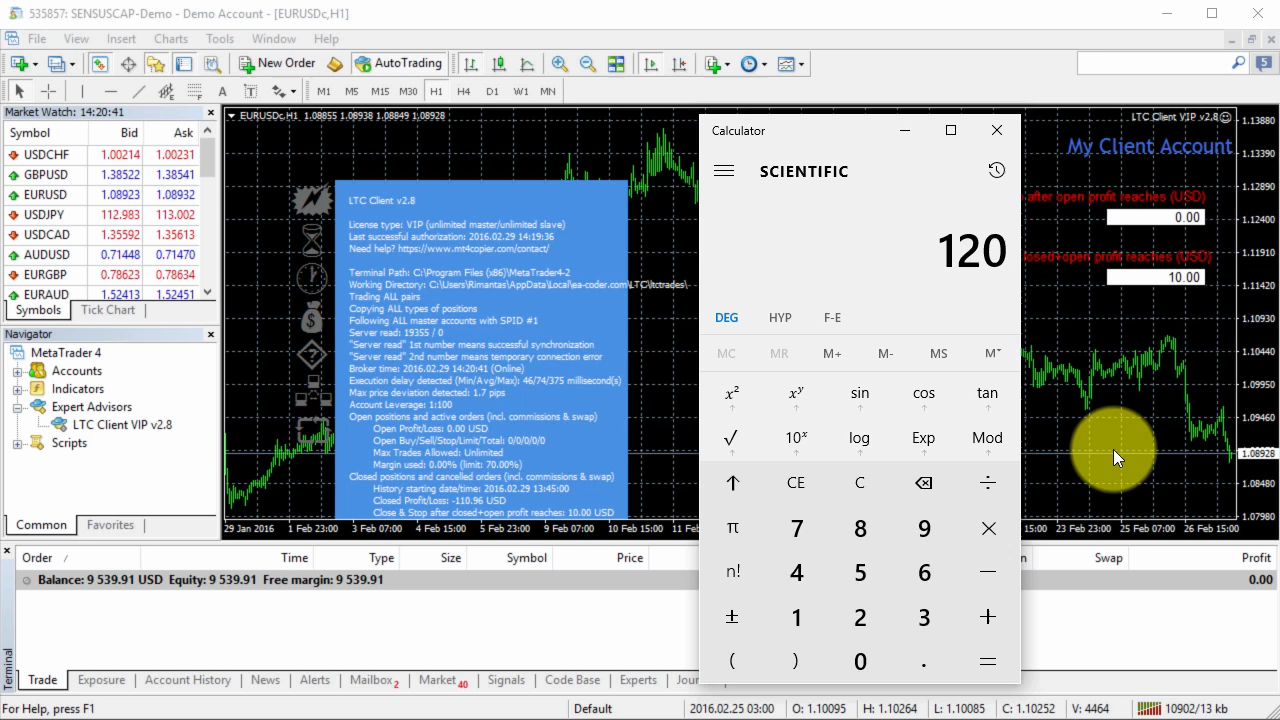 535857: SENSUSCAP-Demo - Demo Account - [EURUSDc,H1]
File View Insert Charts Tools Window Help
New Order AutoTrading
5
A T M1 M5 M15 M30 H1 H4 D1 W1 MN
Market Watch: 14:20:41
Symbol Bid Ask
USDCHF 1.00214 1.00231
GBPUSD 1.38522 1.38541
EURUSD 1.08923 1.08932
USDJPY 112.983 113.002
USDCAD 1.35592 1.35613
AUDUSD 0.71448 0.71470
EURGBP 0.78623 0.78634
EURAUD 1.52413 1.52451
Symbols Tick Chart
Navigator
MetaTrader 4
Accounts
Indicators
Expert Advisors
LTC Client VIP v2.8
Scripts
Common Favorites
EURUSDc,H1 1.08855 1.08938 1.08849 1.08928
LTC Client VIP v2.8
My Client Account
after open profit reaches (USD)
0.00
losed+open profit reaches (USD)
10.00
LTC Client v2.8
License type: VIP (unlimited master/unlimited slave)
Last successful authorization: 2016.02.29 14:19:36
Need help? https://www.mt4copier.com/contact/
Terminal Path: C:\Program Files (x86)\MetaTrader4-2
Working Directory: C:\Users\Rimantas\AppData\Local\ea-coder.com\LTC\ltctrades\
Trading ALL pairs
Copying ALL types of positions
Following ALL master accounts with SPID #1
Server read: 19355 / 0
"Server read" 1st number means successful synchronization
"Server read" 2nd number means temporary connection error
Broker time: 2016.02.29 14:20:41 (Online)
Execution delay detected (Min/Avg/Max): 46/74/375 millisecond(s)
Max price deviation detected: 1.7 pips
Account Leverage: 1:100
Open positions and active orders (incl. commissions & swap)
Open Profit/Loss: 0.00 USD
Open Buy/Sell/Stop/Limit/Total: 0/0/0/0/0
Max Trades Allowed: Unlimited
Margin used: 0.00% (limit: 70.00%)
Closed positions and cancelled orders (incl. commissions & swap)
History starting date/time: 2016.02.29 13:45:00
Closed Profit/Loss: -110.96 USD
Close & Stop after closed+open profit reaches: 10.00 USD
1.13880
1.13390
1.12890
1.12400
1.11910
1.11420
1.10930
1.10440
1.09950
1.09460
1.08928
1.08480
1.07980
29 Jan 2016 1 Feb 23:00 3 Feb 07:00 4 Feb 15:00 5 Feb 23:00 9 Feb 07:00 10 Feb 15:00 11 Feb 15:00 23 Feb 23:00 25 Feb 07:00 26 Feb 15:00
Calculator
SCIENTIFIC
120
DEG HYP F-E
MC MR M+ M- MS M
x² xʸ sin cos tan
√ 10ˣ log Exp Mod
↑ CE C ÷
π 7 8 9 ×
n! 4 5 6 −
± 1 2 3 +
( ) 0 . =
Order / Time Type Size Symbol Price Swap Profit
Balance: 9 539.91 USD Equity: 9 539.91 Free margin: 9 539.91 0.00
Terminal
Trade Exposure Account History News Alerts Mailbox 2 Market 40 Signals Code Base Experts Jour
For Help, press F1 Default 2016.02.25 03:00 O: 1.10095 H: 1.10264 L: 1.10085 C: 1.10252 V: 4464 10902/13 kb